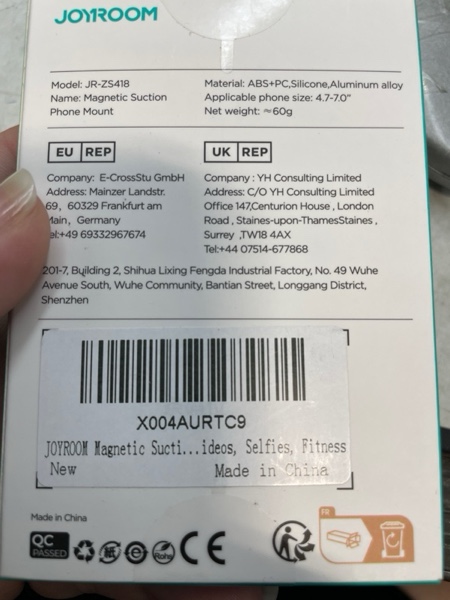 JOYROOM
Model: JR-ZS418
Name: Magnetic Suction
Phone Mount
Material: ABS+PC,Silicone,Aluminum alloy
Applicable phone size: 4.7-7.0"
Net weight: ≈60g
EU REP
Company: E-CrossStu GmbH
Address: Mainzer Landstr.
69, 60329 Frankfurt am
Main, Germany
Tel:+49 69332967674
UK REP
Company : YH Consulting Limited
Address: C/O YH Consulting Limited
Office 147,Centurion House , London
Road , Staines-upon-ThamesStaines ,
Surrey ,TW18 4AX
Tel:+44 07514-677868
201-7, Building 2, Shihua Lixing Fengda Industrial Factory, No. 49 Wuhe
Avenue South, Wuhe Community, Bantian Street, Longgang District,
Shenzhen
X004AURTC9
JOYROOM Magnetic Sucti...ideos, Selfies, Fitness
New
Made in China
Made in China
QC
PASSED
RoHS
CE
FR